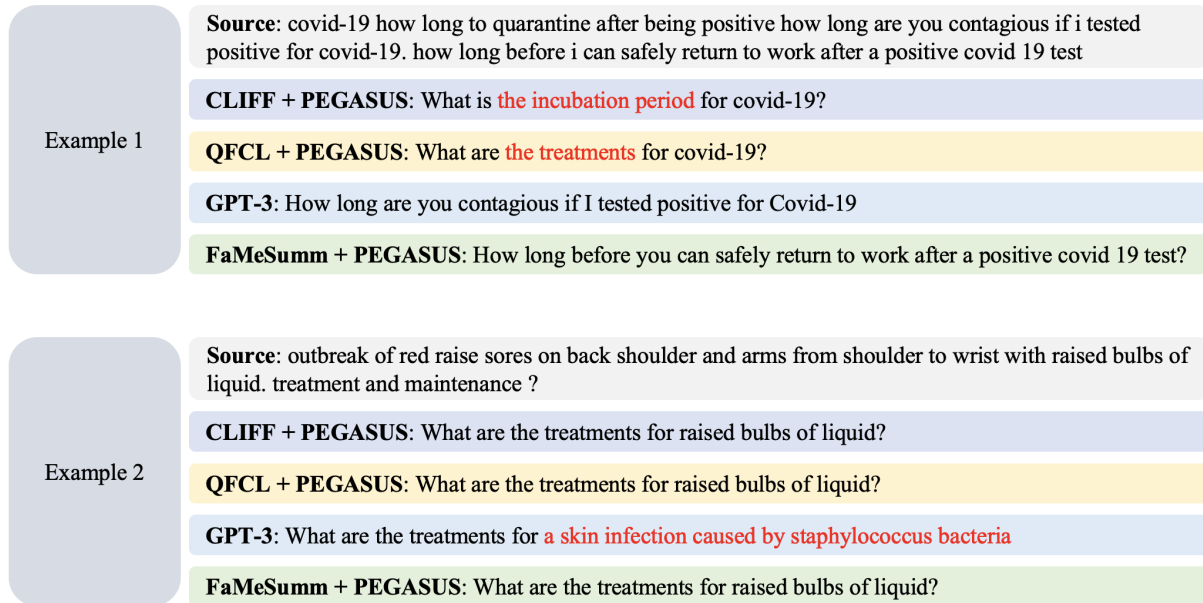 Example 1
Source: covid-19 how long to quarantine after being positive how long are you contagious if i tested
positive for covid-19. how long before i can safely return to work after a positive covid 19 test
CLIFF + PEGASUS: What is the incubation period for covid-19?
QFCL + PEGASUS: What are the treatments for covid-19?
GPT-3: How long are you contagious if I tested positive for Covid-19
FaMeSumm + PEGASUS: How long before you can safely return to work after a positive covid 19 test?
Example 2
Source: outbreak of red raise sores on back shoulder and arms from shoulder to wrist with raised bulbs of
liquid. treatment and maintenance ?
CLIFF + PEGASUS: What are the treatments for raised bulbs of liquid?
QFCL + PEGASUS: What are the treatments for raised bulbs of liquid?
GPT-3: What are the treatments for a skin infection caused by staphylococcus bacteria
FaMeSumm + PEGASUS: What are the treatments for raised bulbs of liquid?